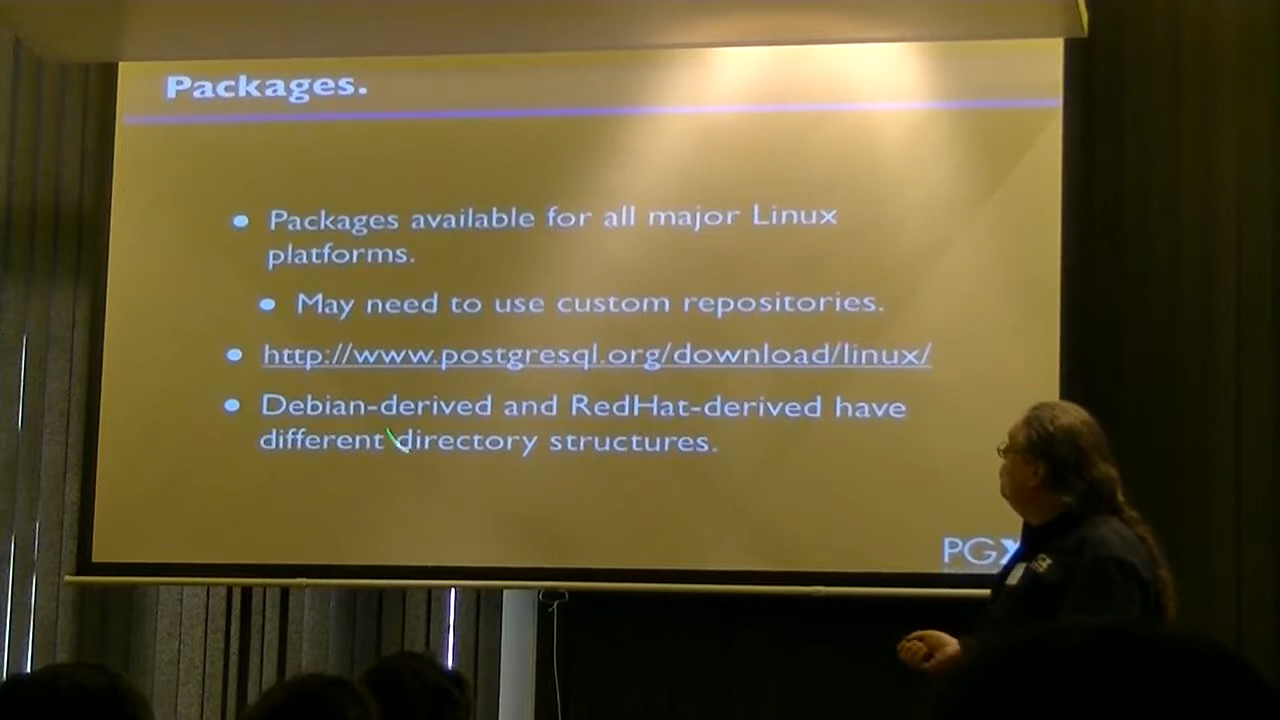 Packages.
Packages available for all major Linux
platforms.
May need to use custom repositories.
http://www.postgresql.org/download/linux/
Debian-derived and RedHat-derived have
different directory structures.
PGX